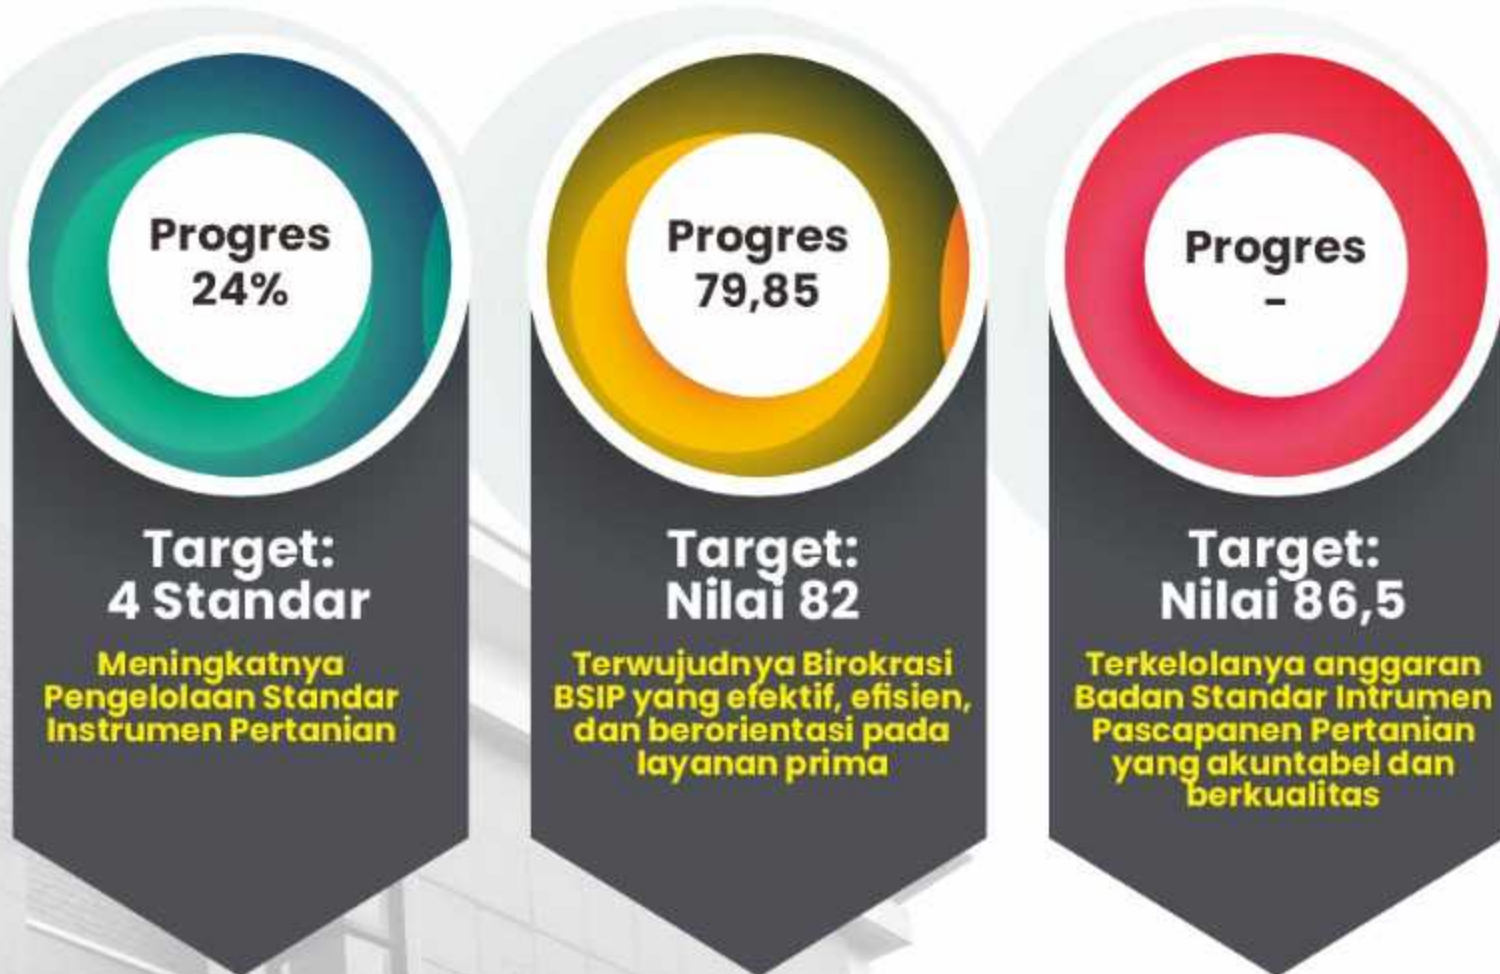 Progres
24%
Target:
4 Standar
Meningkatnya
Pengelolaan Standar
Instrumen Pertanian
Progres
79,85
Target:
Nilai 82
Terwujudnya Birokrasi
BSIP yang efektif, efisien,
dan berorientasi pada
layanan prima
Progres
-
Target:
Nilai 86,5
Terkelolanya anggaran
Badan Standar Intrumen
Pascapanen Pertanian
yang akuntabel dan
berkualitas